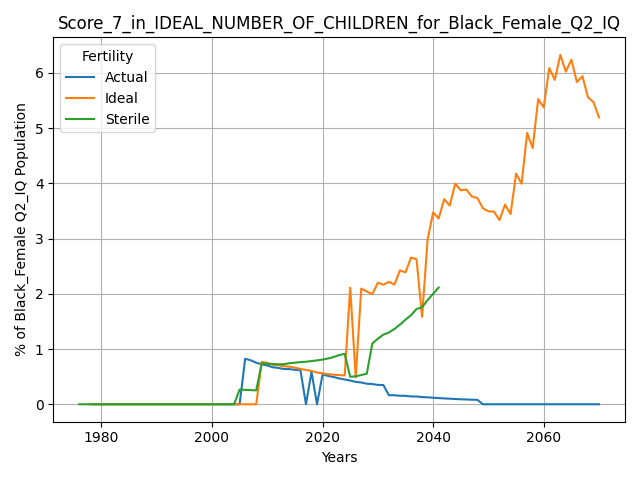 Score_7_in_IDEAL_NUMBER_OF_CHILDREN_for_Black_Female_Q2_IQ
Fertility
Actual
Ideal
Sterile
% of Black_Female Q2_IQ Population
6
5
4
3
2
1
0
1980
2000
2020
2040
2060
Years